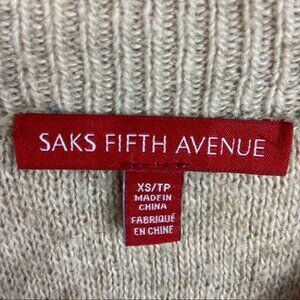 SAKS FIFTH AVENUE
XS/TP
MADE IN
CHINA
FABRIQUÉ
EN CHINE